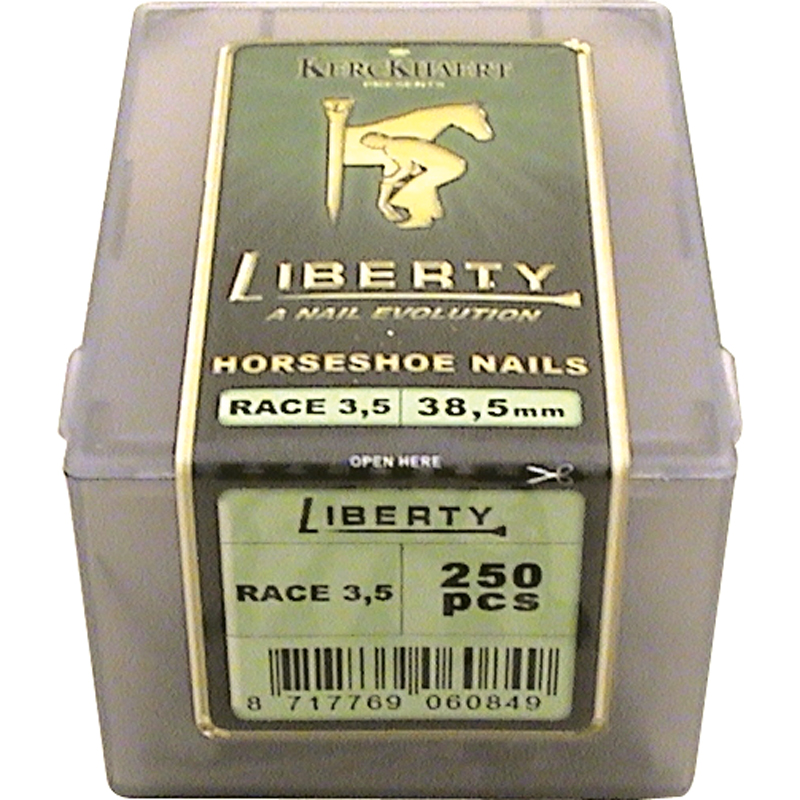 KERCKHAERT
PRESENTS
LIBERTY
A NAIL EVOLUTION
HORSESHOE NAILS
RACE 3,5 38,5mm
OPEN HERE
LIBERTY
RACE 3,5
250
pcs
8 717769 060849